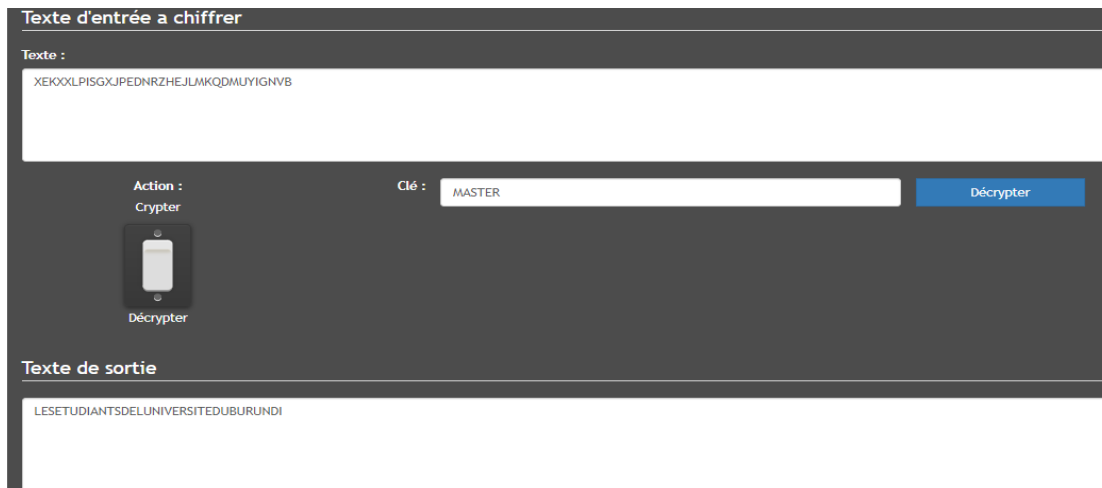 Texte d'entrée a chiffrer
Texte :
XEKXXLPISGXJPEDNRZHEJLMKQDMUYIGNVB
Action :
Crypter
Clé :
MASTER
Décrypter
Décrypter
Texte de sortie
LESETUDIANTSDELUNIVERSITEDUBURUNDI